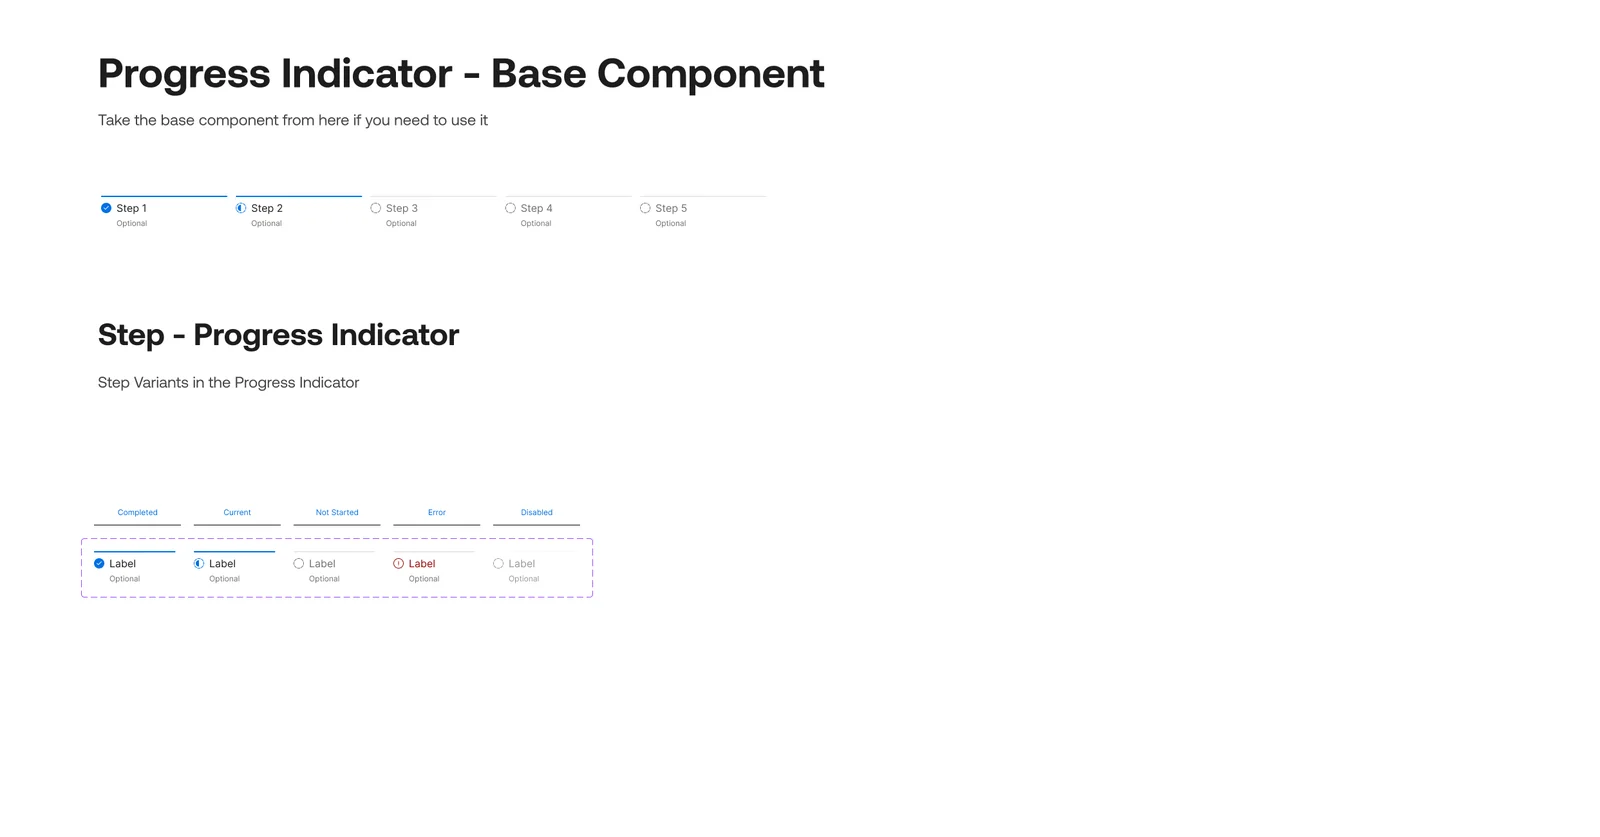 Progress Indicator - Base Component
Take the base component from here if you need to use it
Step 1 Step 2 Step 3 Step 4 Step 5
Optional Optional Optional Optional Optional
Step - Progress Indicator
Step Variants in the Progress Indicator
Completed Current Not Started Error Disabled
Label Label Label Label Label
Optional Optional Optional Optional Optional